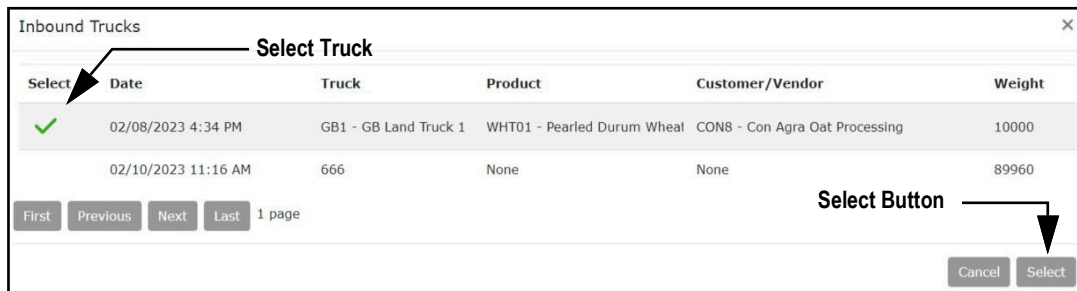 Inbound Trucks ×
Select Truck
Select Date Truck Product Customer/Vendor Weight
02/08/2023 4:34 PM GB1 - GB Land Truck 1 WHT01 - Pearled Durum Wheat CON8 - Con Agra Oat Processing 10000
02/10/2023 11:16 AM 666 None None 89960
Select Button
First Previous Next Last 1 page
Cancel Select